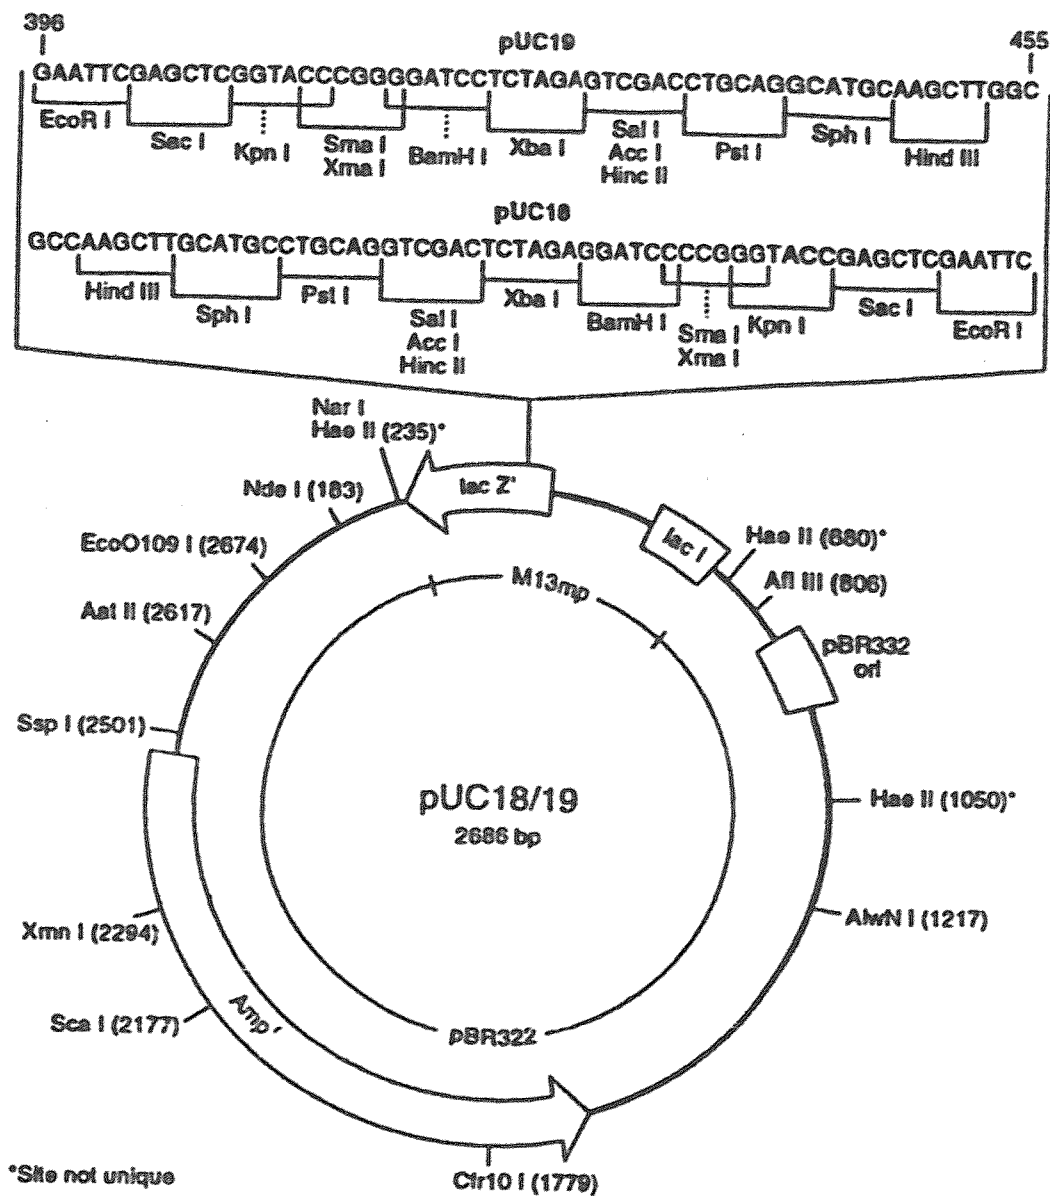 396
pUC19
455
GAATTCGAGCTCGGTACCCGGGGATCCTCTAGAGTCGACCTGCAGGCATGCAAGCTTGGC
EcoR I
Sac I
Kpn I
Sma I
Xma I
BamH I
Xba I
Sal I
Acc I
Hinc II
Pst I
Sph I
Hind III
pUC18
GCCAAGCTTGCATGCCTGCAGGTCGACTCTAGAGGATCCCCGGGTACCGAGCTCGAATTC
Hind III
Sph I
Pst I
Sal I
Acc I
Hinc II
Xba I
BamH I
Sma I
Xma I
Kpn I
Sac I
EcoR I
Nar I
Hae II (235)*
lac Z'
Nde I (183)
lac I
Hae II (680)*
EcoO109 I (2674)
Afl III (806)
M13mp
Aat II (2617)
pBR332
ori
Ssp I (2501)
pUC18/19
2686 bp
Hae II (1050)*
Xmn I (2294)
AlwN I (1217)
Sca I (2177)
Amp r
pBR322
*Site not unique
Cfr10 I (1779)